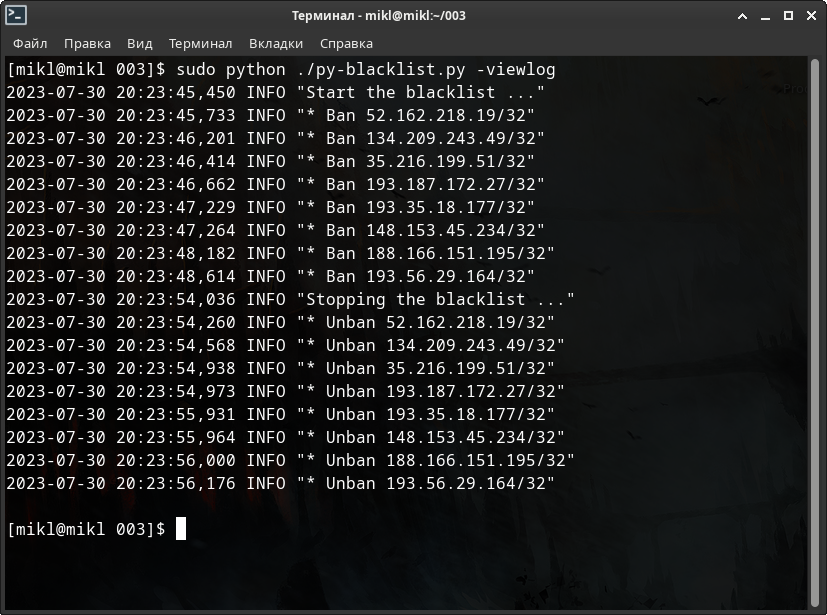 Терминал - mikl@mikl:~/003
Файл Правка Вид Терминал Вкладки Справка
[mikl@mikl 003]$ sudo python ./py-blacklist.py -viewlog
2023-07-30 20:23:45,450 INFO "Start the blacklist ..."
2023-07-30 20:23:45,733 INFO "* Ban 52.162.218.19/32"
2023-07-30 20:23:46,201 INFO "* Ban 134.209.243.49/32"
2023-07-30 20:23:46,414 INFO "* Ban 35.216.199.51/32"
2023-07-30 20:23:46,662 INFO "* Ban 193.187.172.27/32"
2023-07-30 20:23:47,229 INFO "* Ban 193.35.18.177/32"
2023-07-30 20:23:47,264 INFO "* Ban 148.153.45.234/32"
2023-07-30 20:23:48,182 INFO "* Ban 188.166.151.195/32"
2023-07-30 20:23:48,614 INFO "* Ban 193.56.29.164/32"
2023-07-30 20:23:54,036 INFO "Stopping the blacklist ..."
2023-07-30 20:23:54,260 INFO "* Unban 52.162.218.19/32"
2023-07-30 20:23:54,568 INFO "* Unban 134.209.243.49/32"
2023-07-30 20:23:54,938 INFO "* Unban 35.216.199.51/32"
2023-07-30 20:23:54,973 INFO "* Unban 193.187.172.27/32"
2023-07-30 20:23:55,931 INFO "* Unban 193.35.18.177/32"
2023-07-30 20:23:55,964 INFO "* Unban 148.153.45.234/32"
2023-07-30 20:23:56,000 INFO "* Unban 188.166.151.195/32"
2023-07-30 20:23:56,176 INFO "* Unban 193.56.29.164/32"
[mikl@mikl 003]$